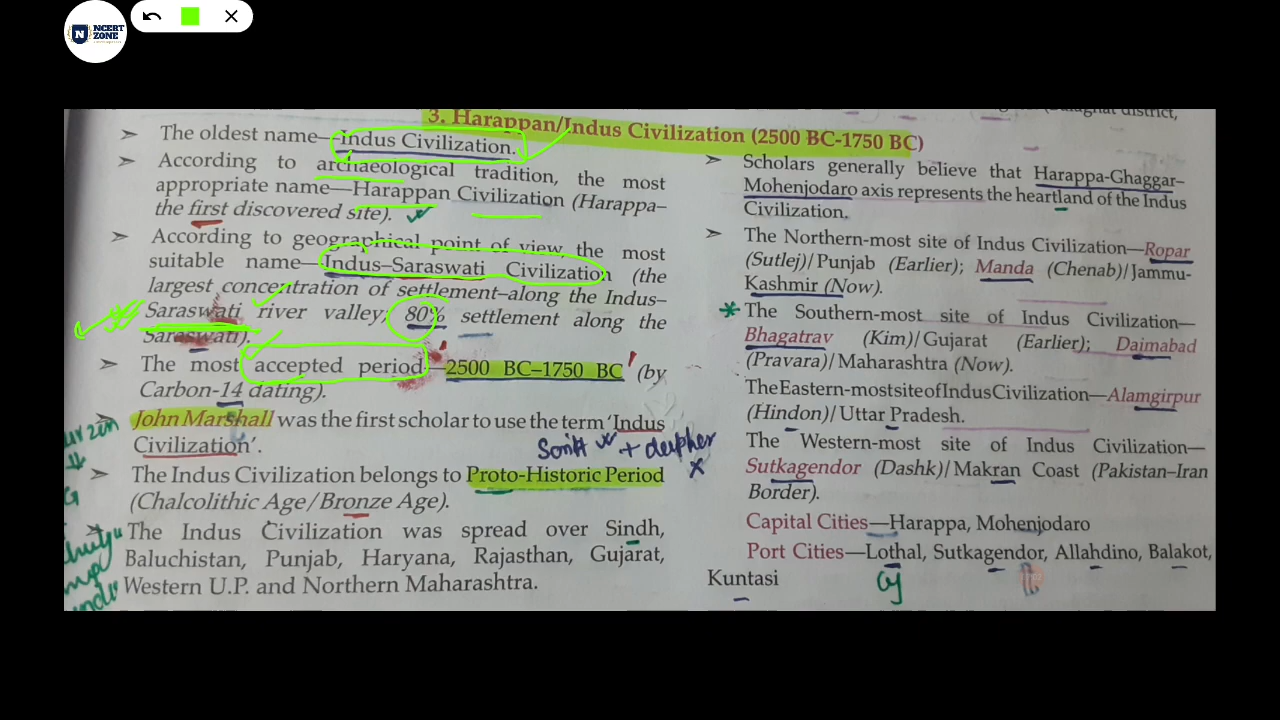 NCERT
ZONE
3. Harappan/Indus Civilization (2500 BC-1750 BC)
➢ The oldest name—Indus Civilization.
➢ According to archaeological tradition, the most
appropriate name—Harappan Civilization (Harappa–
the first discovered site).
➢ According to geographical point of view, the most
suitable name—Indus–Saraswati Civilization (the
largest concentration of settlement–along the Indus–
Saraswati river valley, 80% settlement along the
Saraswati).
➢ The most accepted period—2500 BC–1750 BC (by
Carbon-14 dating).
➢ John Marshall was the first scholar to use the term 'Indus
Civilization'.
➢ The Indus Civilization belongs to Proto-Historic Period
(Chalcolithic Age/Bronze Age).
➢ The Indus Civilization was spread over Sindh,
Baluchistan, Punjab, Haryana, Rajasthan, Gujarat,
Western U.P. and Northern Maharashtra.
district,
➢ Scholars generally believe that Harappa-Ghaggar–
Mohenjodaro axis represents the heartland of the Indus
Civilization.
➢ The Northern-most site of Indus Civilization—Ropar
(Sutlej)/Punjab (Earlier); Manda (Chenab)/Jammu-
Kashmir (Now).
The Southern-most site of Indus Civilization—
Bhagatrav (Kim)/Gujarat (Earlier); Daimabad
(Pravara)/Maharashtra (Now).
The Eastern-most site of Indus Civilization—Alamgirpur
(Hindon)/Uttar Pradesh.
The Western-most site of Indus Civilization—
Sutkagendor (Dashk)/Makran Coast (Pakistan–Iran
Border).
Capital Cities—Harappa, Mohenjodaro
Port Cities—Lothal, Sutkagendor, Allahdino, Balakot,
Kuntasi